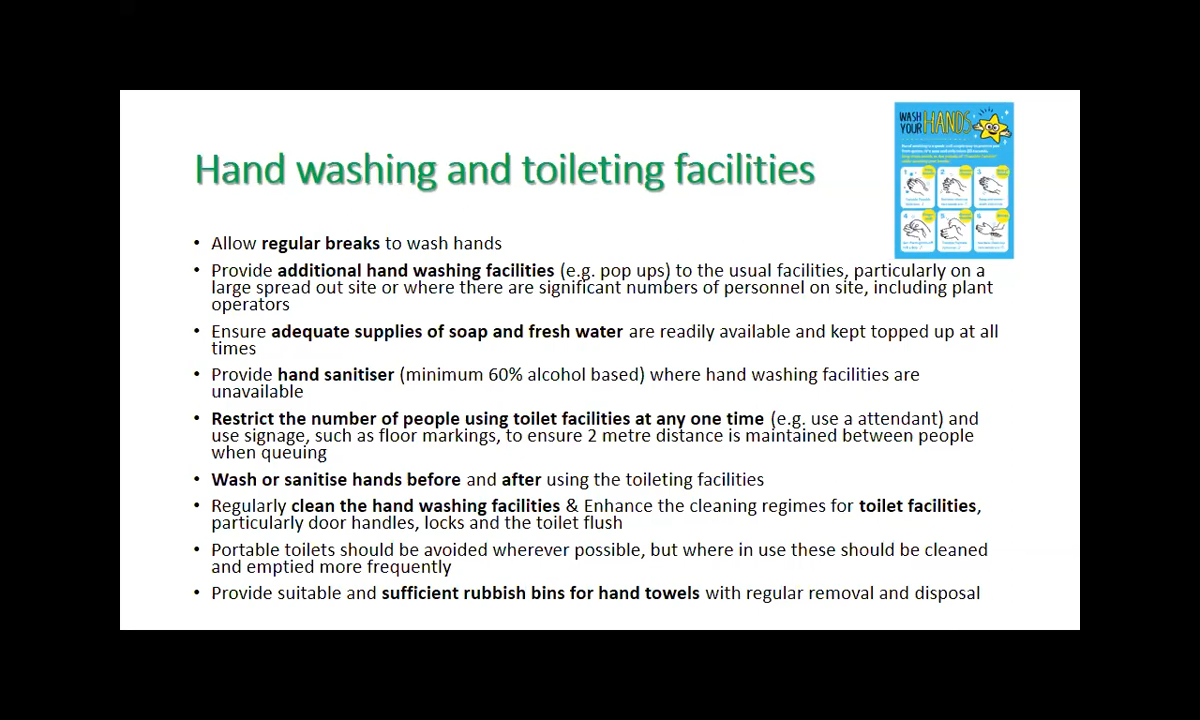 WASH
YOUR HANDS
Hand washing and toileting facilities
1 2 3
4 5 6
• Allow regular breaks to wash hands
• Provide additional hand washing facilities (e.g. pop ups) to the usual facilities, particularly on a
large spread out site or where there are significant numbers of personnel on site, including plant
operators
• Ensure adequate supplies of soap and fresh water are readily available and kept topped up at all
times
• Provide hand sanitiser (minimum 60% alcohol based) where hand washing facilities are
unavailable
• Restrict the number of people using toilet facilities at any one time (e.g. use a attendant) and
use signage, such as floor markings, to ensure 2 metre distance is maintained between people
when queuing
• Wash or sanitise hands before and after using the toileting facilities
• Regularly clean the hand washing facilities & Enhance the cleaning regimes for toilet facilities,
particularly door handles, locks and the toilet flush
• Portable toilets should be avoided wherever possible, but where in use these should be cleaned
and emptied more frequently
• Provide suitable and sufficient rubbish bins for hand towels with regular removal and disposal